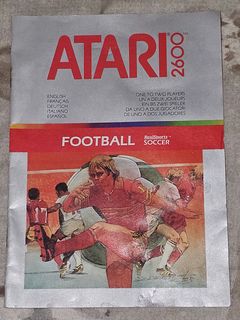 ATARI 2600
ENGLISH
FRANÇAIS
DEUTSCH
ITALIANO
ESPAÑOL
ONE TO TWO PLAYERS
UN A DEUX JOUEURS
EIN BIS ZWEI SPIELER
DA UNO A DUE GIOCATORI
DE UNO A DOS JUGADORES
FOOTBALL
RealSports
SOCCER